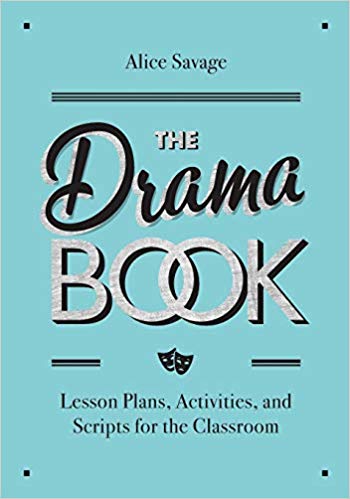 Alice Savage
THE
Drama
BOOK
Lesson Plans, Activities, and
Scripts for the Classroom